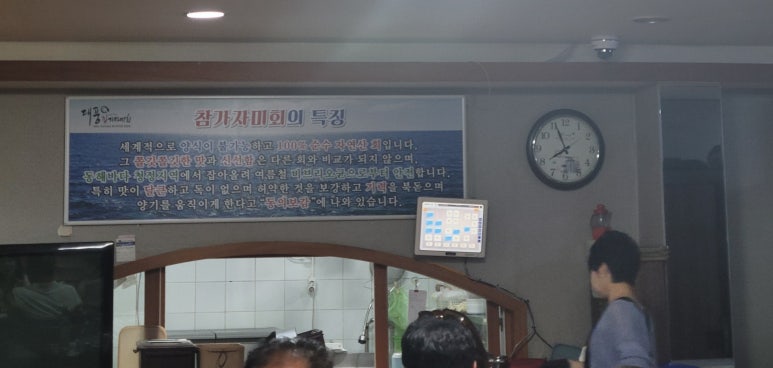 참가자미회의 특징
세계적으로 양식이 불가능하고 100% 순수 자연산 회입니다.
그 쫄깃쫄깃한 맛과 신선함은 다른 회와 비교가 되지 않으며,
동해바다 청정지역에서 잡아올려 여름철 비브리오균으로부터 안전합니다.
특히 맛이 달콤하고 독이 없으며 허약한 것을 보강하고 기력을 북돋으며
양기를 움직이게 한다고 "동의보감"에 나와 있습니다.